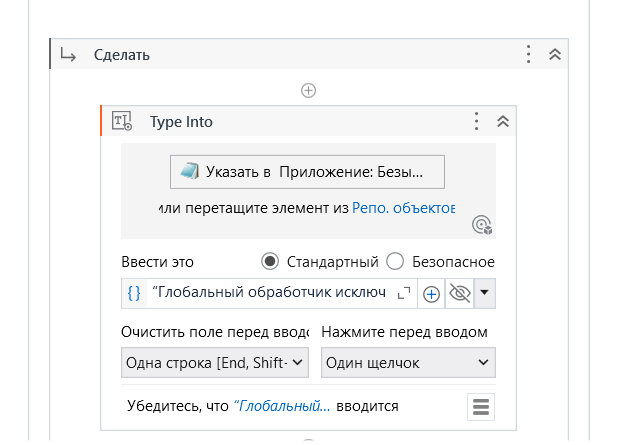 Сделать
Type Into
Указать в Приложение: Безы...
или перетащите элемент из Репо. объектов
Ввести это Стандартный Безопасное
{} "Глобальный обработчик исключ
Очистить поле перед вводо Нажмите перед вводом
Одна строка [End, Shift- Один щелчок
Убедитесь, что "Глобальный... вводится